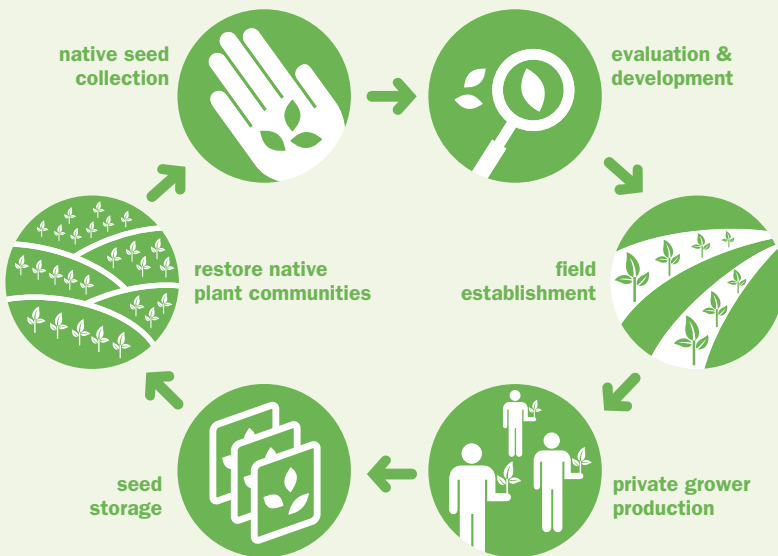 native seed
collection
evaluation &
development
restore native
plant communities
field
establishment
seed
storage
private grower
production